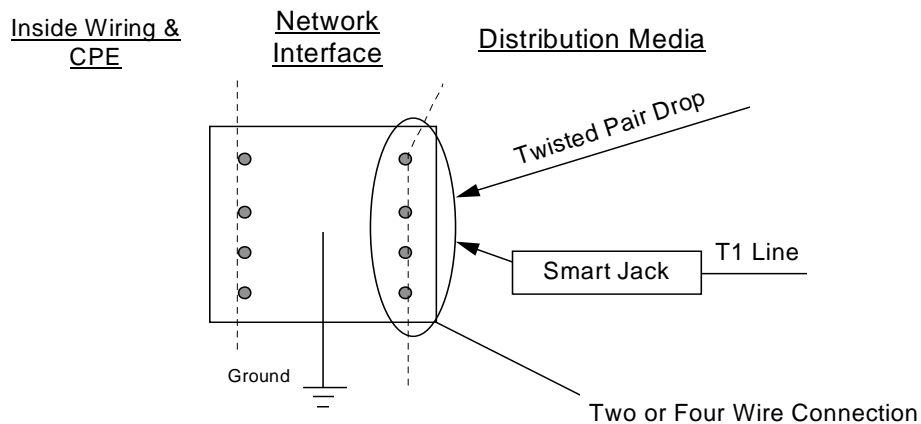 Inside Wiring &
CPE
Network
Interface
Distribution Media
Twisted Pair Drop
Smart Jack
T1 Line
Ground
Two or Four Wire Connection